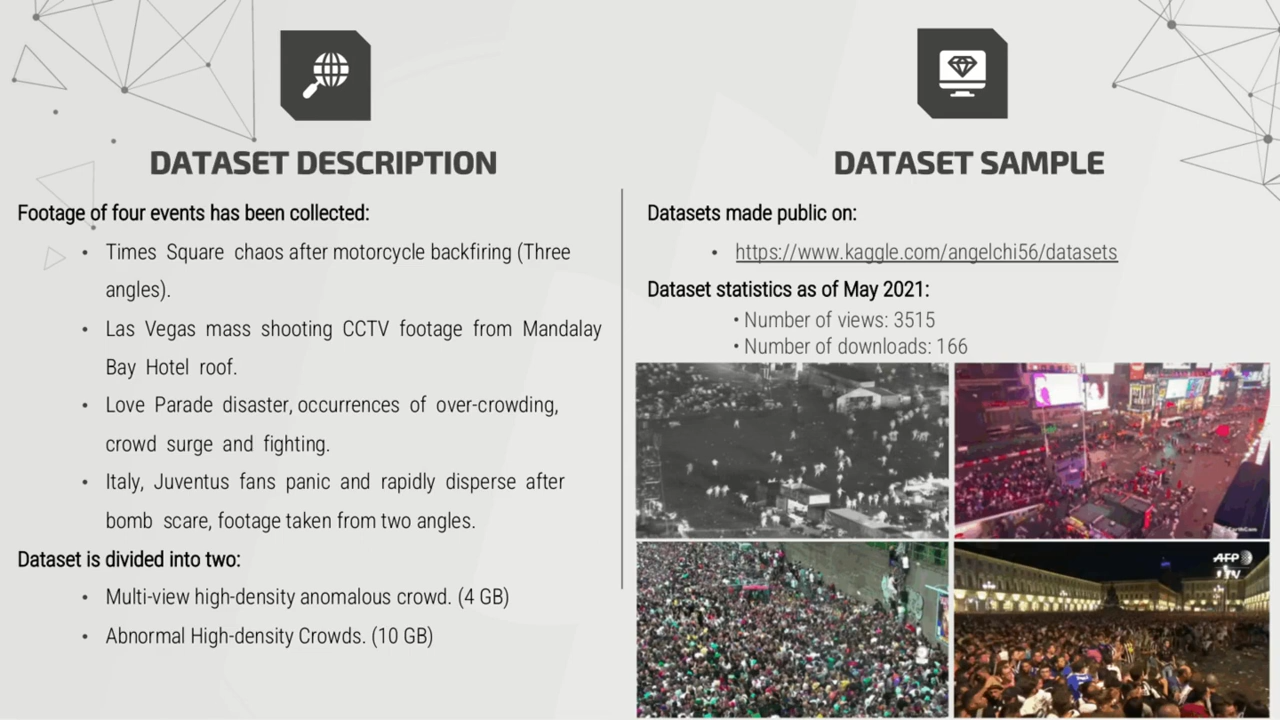 DATASET DESCRIPTION
Footage of four events has been collected:
• Times Square chaos after motorcycle backfiring (Three
angles).
• Las Vegas mass shooting CCTV footage from Mandalay
Bay Hotel roof.
• Love Parade disaster, occurrences of over-crowding,
crowd surge and fighting.
• Italy, Juventus fans panic and rapidly disperse after
bomb scare, footage taken from two angles.
Dataset is divided into two:
• Multi-view high-density anomalous crowd. (4 GB)
• Abnormal High-density Crowds. (10 GB)
DATASET SAMPLE
Datasets made public on:
• https://www.kaggle.com/angelchi56/datasets
Dataset statistics as of May 2021:
• Number of views: 3515
• Number of downloads: 166
EarthCam
AFP
TV